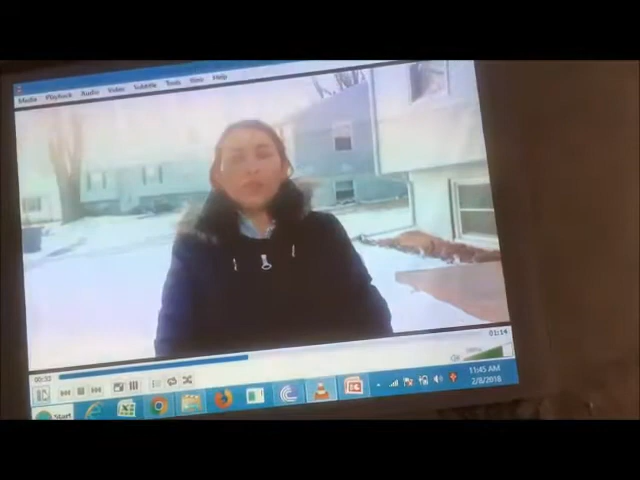 Media Playback Audio Video Subtitle Tools View Help
00:32
01:14
Start
11:45 AM
2/8/2018